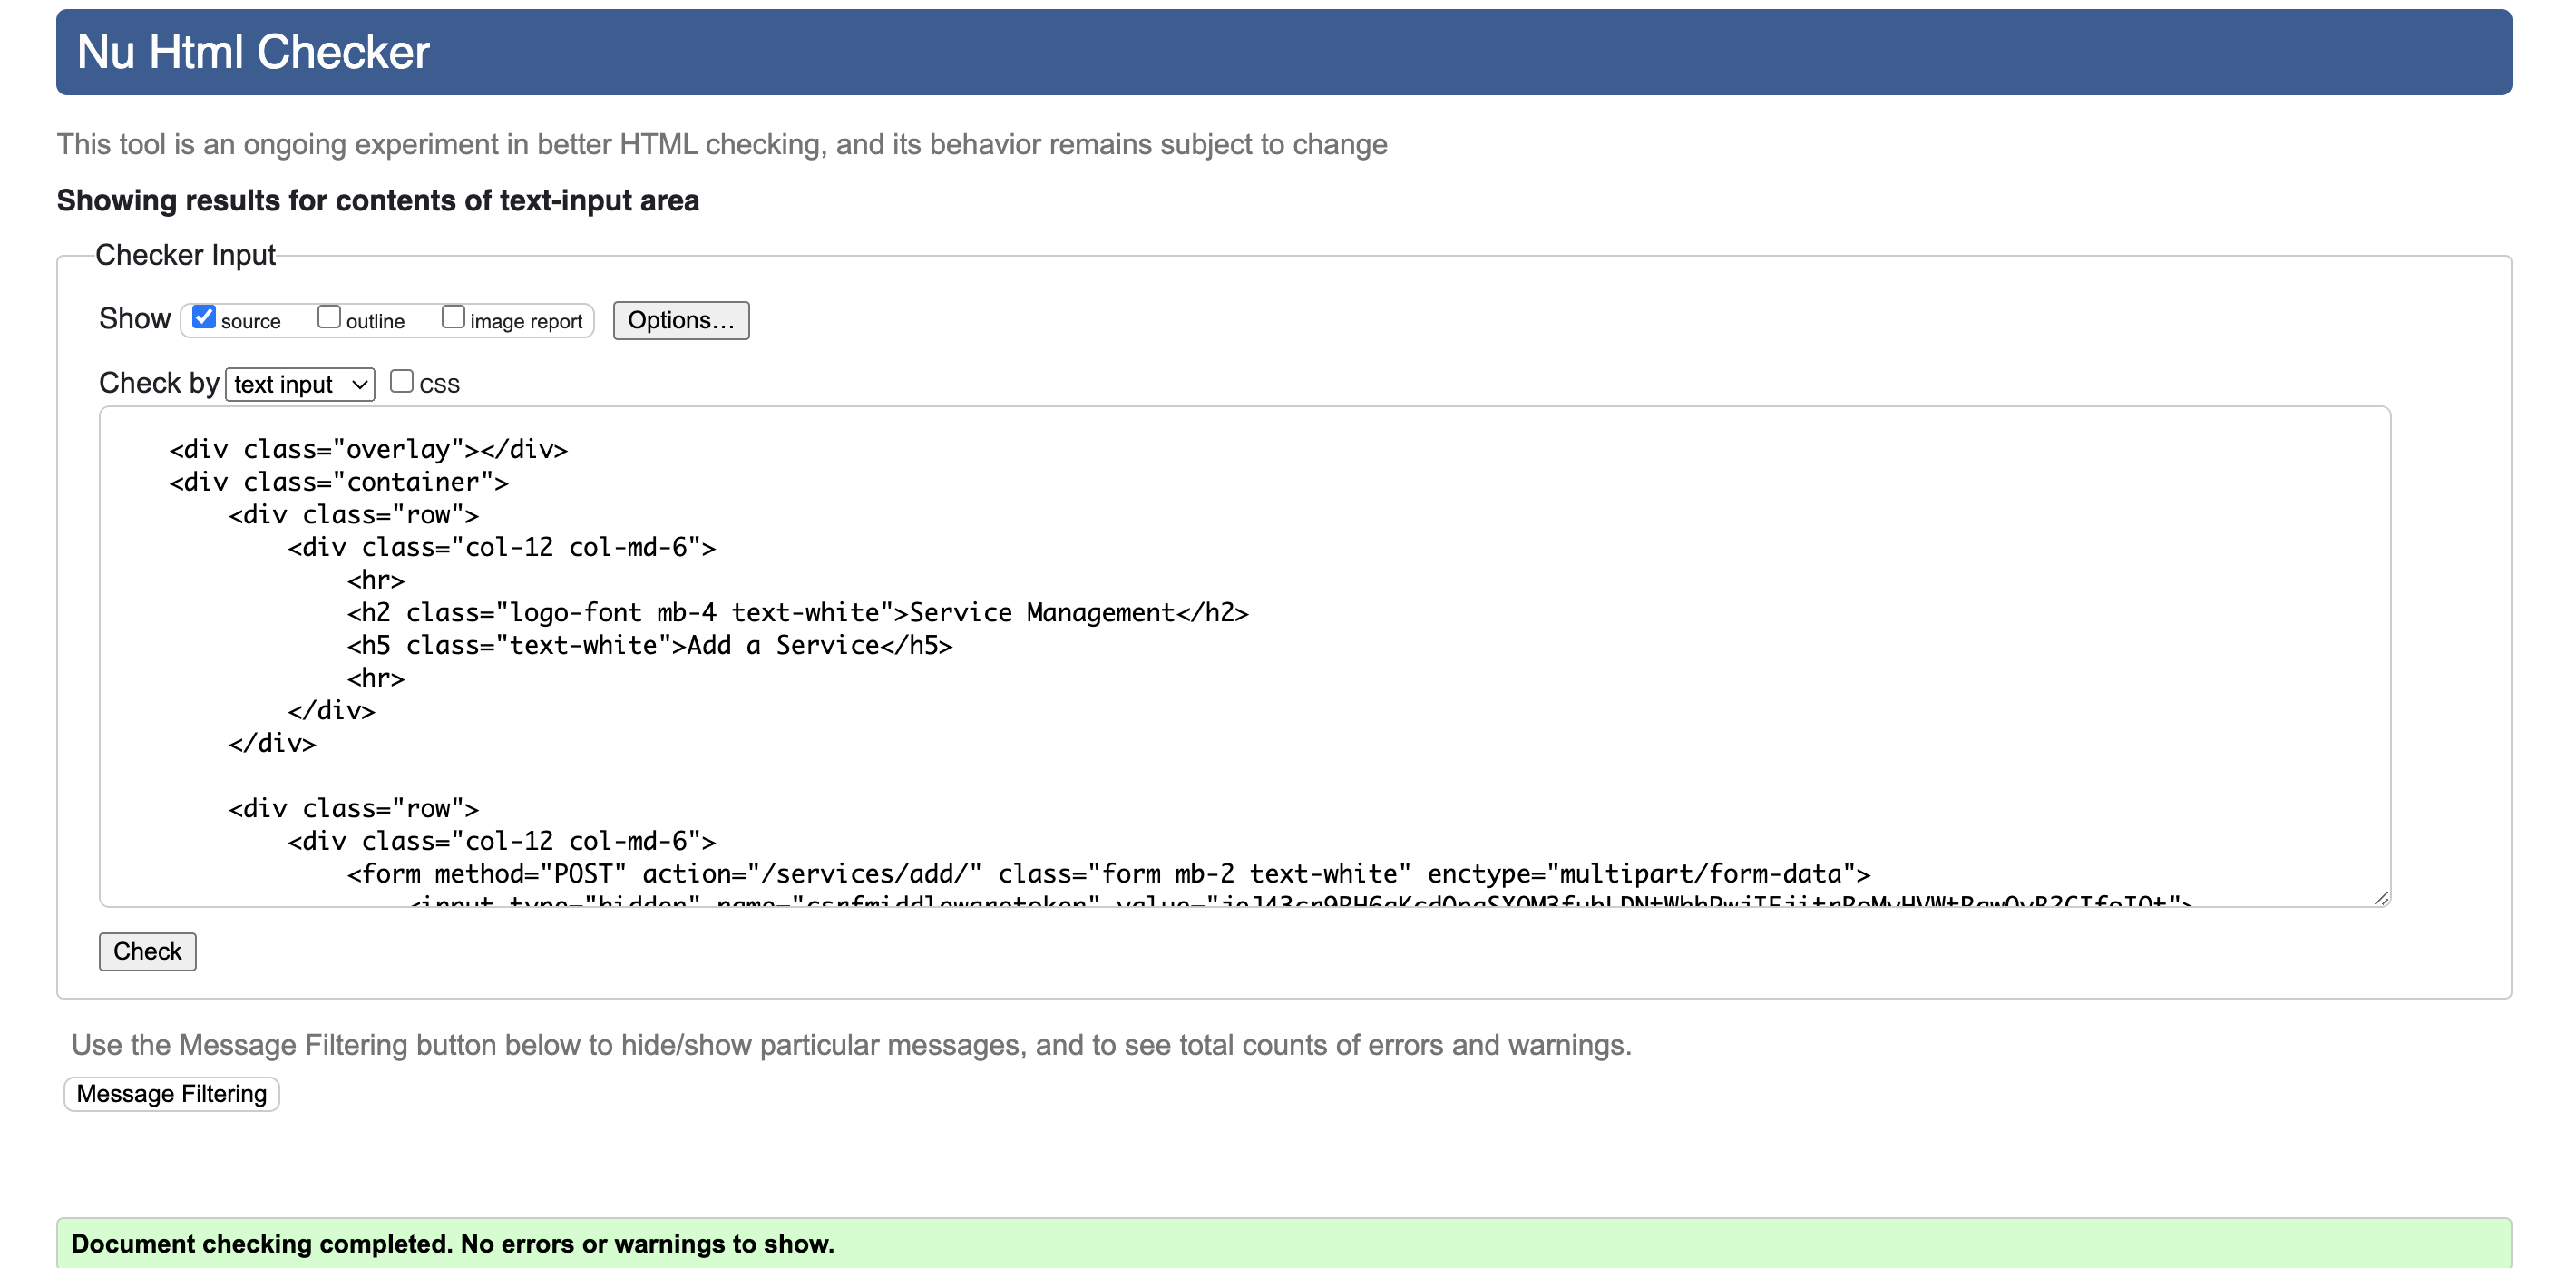 Nu Html Checker
This tool is an ongoing experiment in better HTML checking, and its behavior remains subject to change
Showing results for contents of text-input area
Checker Input
Show source outline image report Options...
Check by text input CSS
<div class="overlay"></div>
<div class="container">
<div class="row">
<div class="col-12 col-md-6">
<hr>
<h2 class="logo-font mb-4 text-white">Service Management</h2>
<h5 class="text-white">Add a Service</h5>
<hr>
</div>
</div>
<div class="row">
<div class="col-12 col-md-6">
<form method="POST" action="/services/add/" class="form mb-2 text-white" enctype="multipart/form-data">
<input type="hidden" name="csrfmiddlewaretoken"
Check
Use the Message Filtering button below to hide/show particular messages, and to see total counts of errors and warnings.
Message Filtering
Document checking completed. No errors or warnings to show.